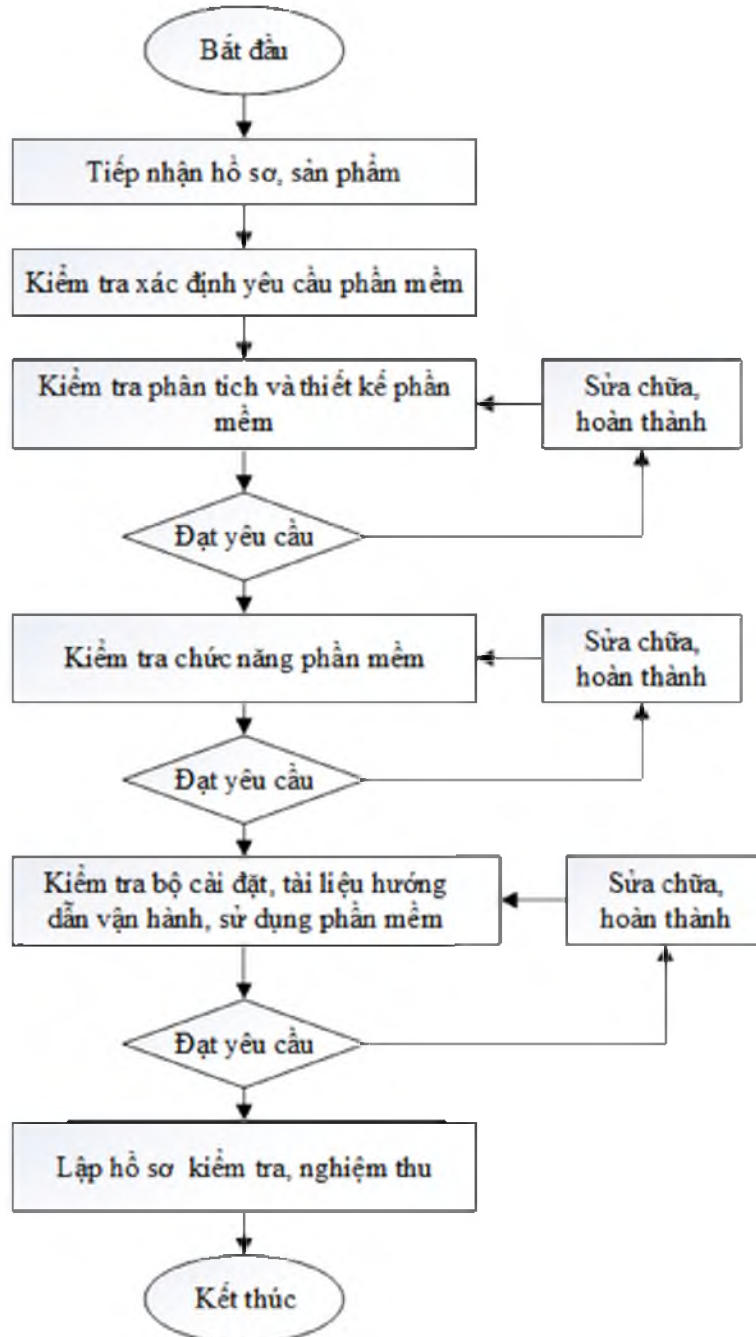 Bắt đầu
Tiếp nhận hồ sơ, sản phẩm
Kiểm tra xác định yêu cầu phần mềm
Kiểm tra phân tích và thiết kế phần
mềm
Sửa chữa,
hoàn thành
Đạt yêu cầu
Kiểm tra chức năng phần mềm
Sửa chữa,
hoàn thành
Đạt yêu cầu
Kiểm tra bộ cài đặt, tài liệu hướng
dẫn vận hành, sử dụng phần mềm
Sửa chữa,
hoàn thành
Đạt yêu cầu
Lập hồ sơ kiểm tra, nghiệm thu
Kết thúc